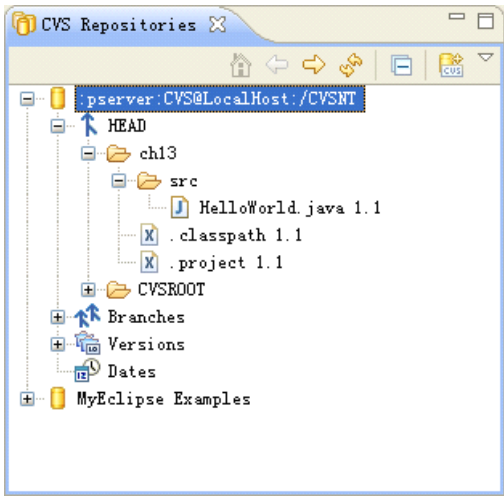 CVS Repositories
CVS
:pserver:CVS@LocalHost:/CVSNT
HEAD
ch13
src
HelloWorld.java 1.1
.classpath 1.1
.project 1.1
CVSROOT
Branches
Versions
Dates
MyEclipse Examples